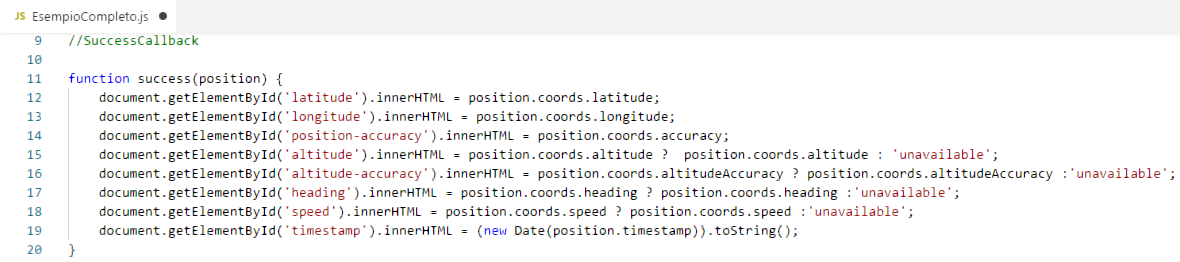 JS EsempioCompleto.js ●
9 //SuccessCallback
10
11 function success(position) {
12 document.getElementById('latitude').innerHTML = position.coords.latitude;
13 document.getElementById('longitude').innerHTML = position.coords.longitude;
14 document.getElementById('position-accuracy').innerHTML = position.coords.accuracy;
15 document.getElementById('altitude').innerHTML = position.coords.altitude ?  position.coords.altitude : 'unavailable';
16 document.getElementById('altitude-accuracy').innerHTML = position.coords.altitudeAccuracy ? position.coords.altitudeAccuracy :'unavailable';
17 document.getElementById('heading').innerHTML = position.coords.heading ? position.coords.heading :'unavailable';
18 document.getElementById('speed').innerHTML = position.coords.speed ? position.coords.speed :'unavailable';
19 document.getElementById('timestamp').innerHTML = (new Date(position.timestamp)).toString();
20 }